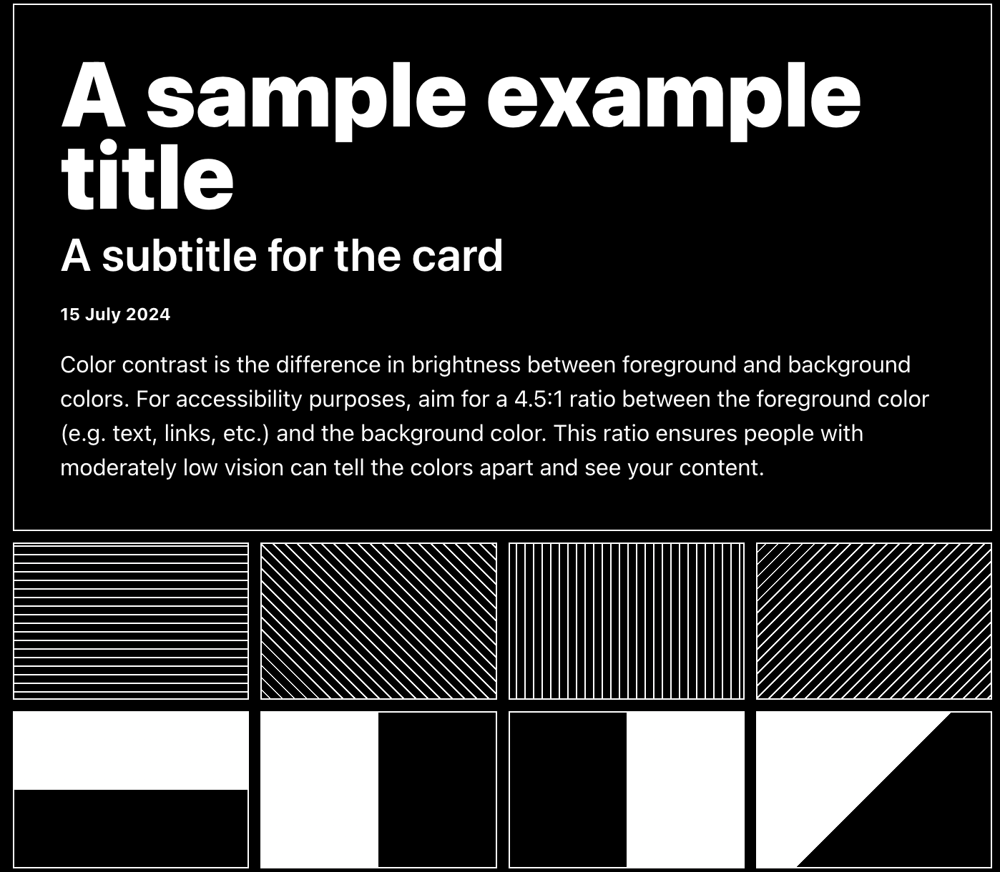 A sample example
title
A subtitle for the card
15 July 2024
Color contrast is the difference in brightness between foreground and background
colors. For accessibility purposes, aim for a 4.5:1 ratio between the foreground color
(e.g. text, links, etc.) and the background color. This ratio ensures people with
moderately low vision can tell the colors apart and see your content.